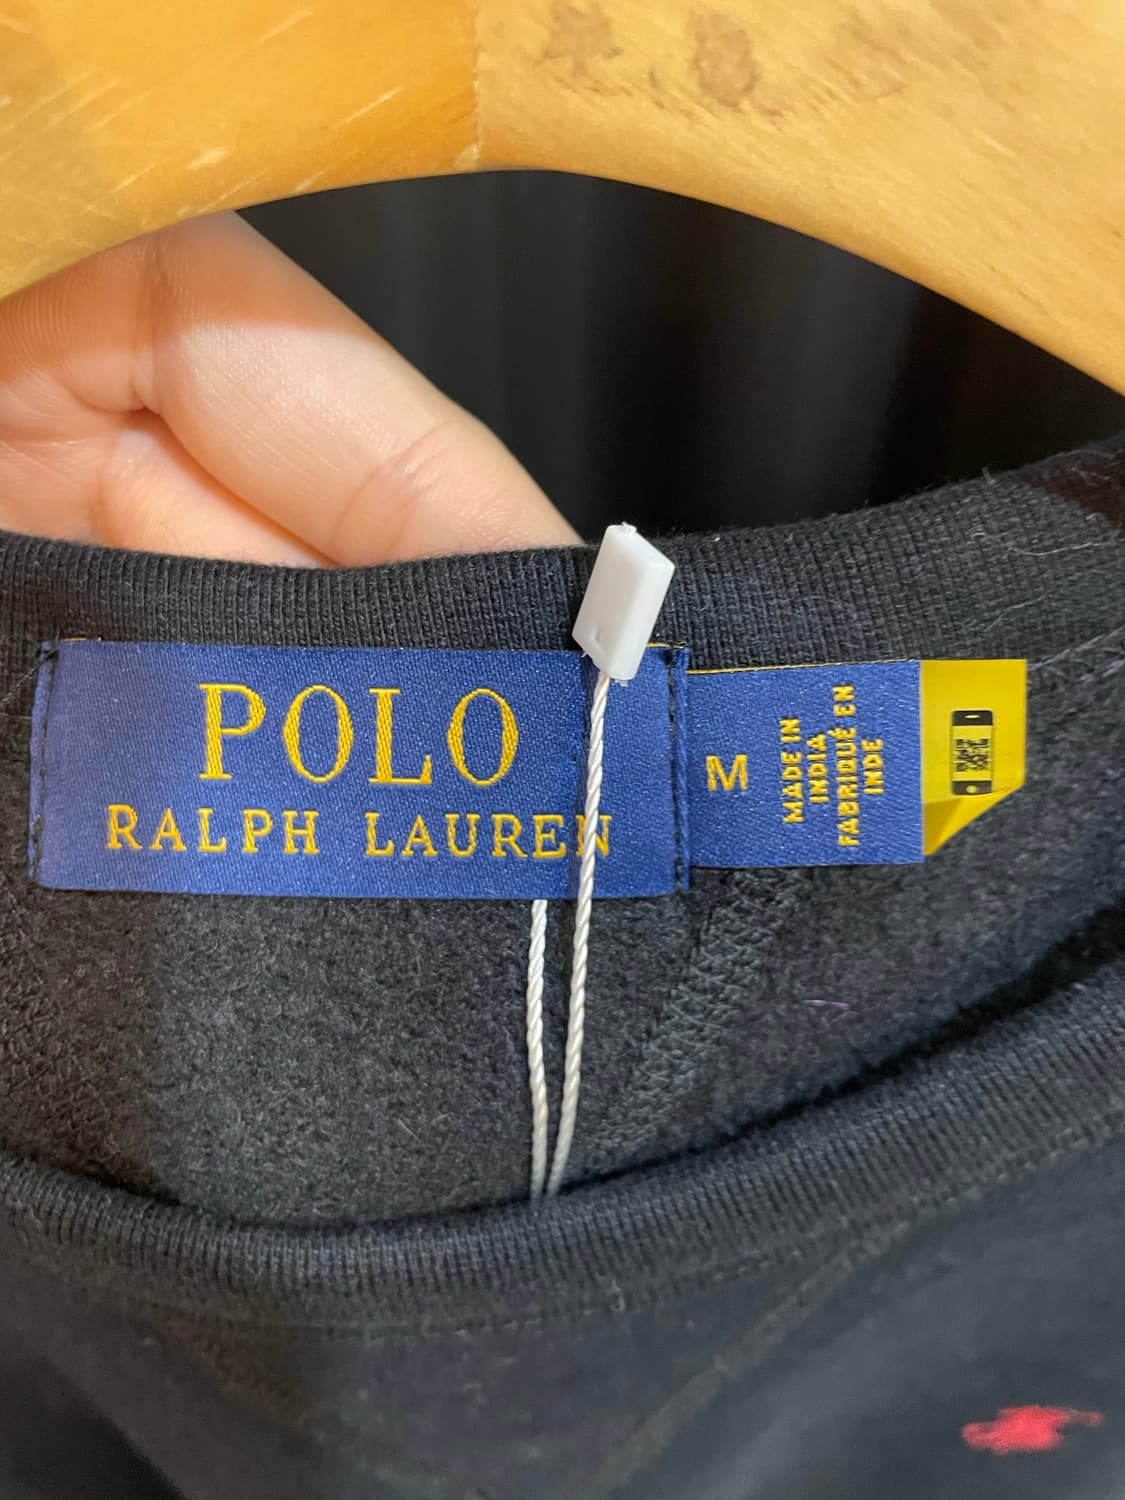 POLO
RALPH LAUREN
M
MADE IN
INDIA
FABRIQUÉ EN
INDE